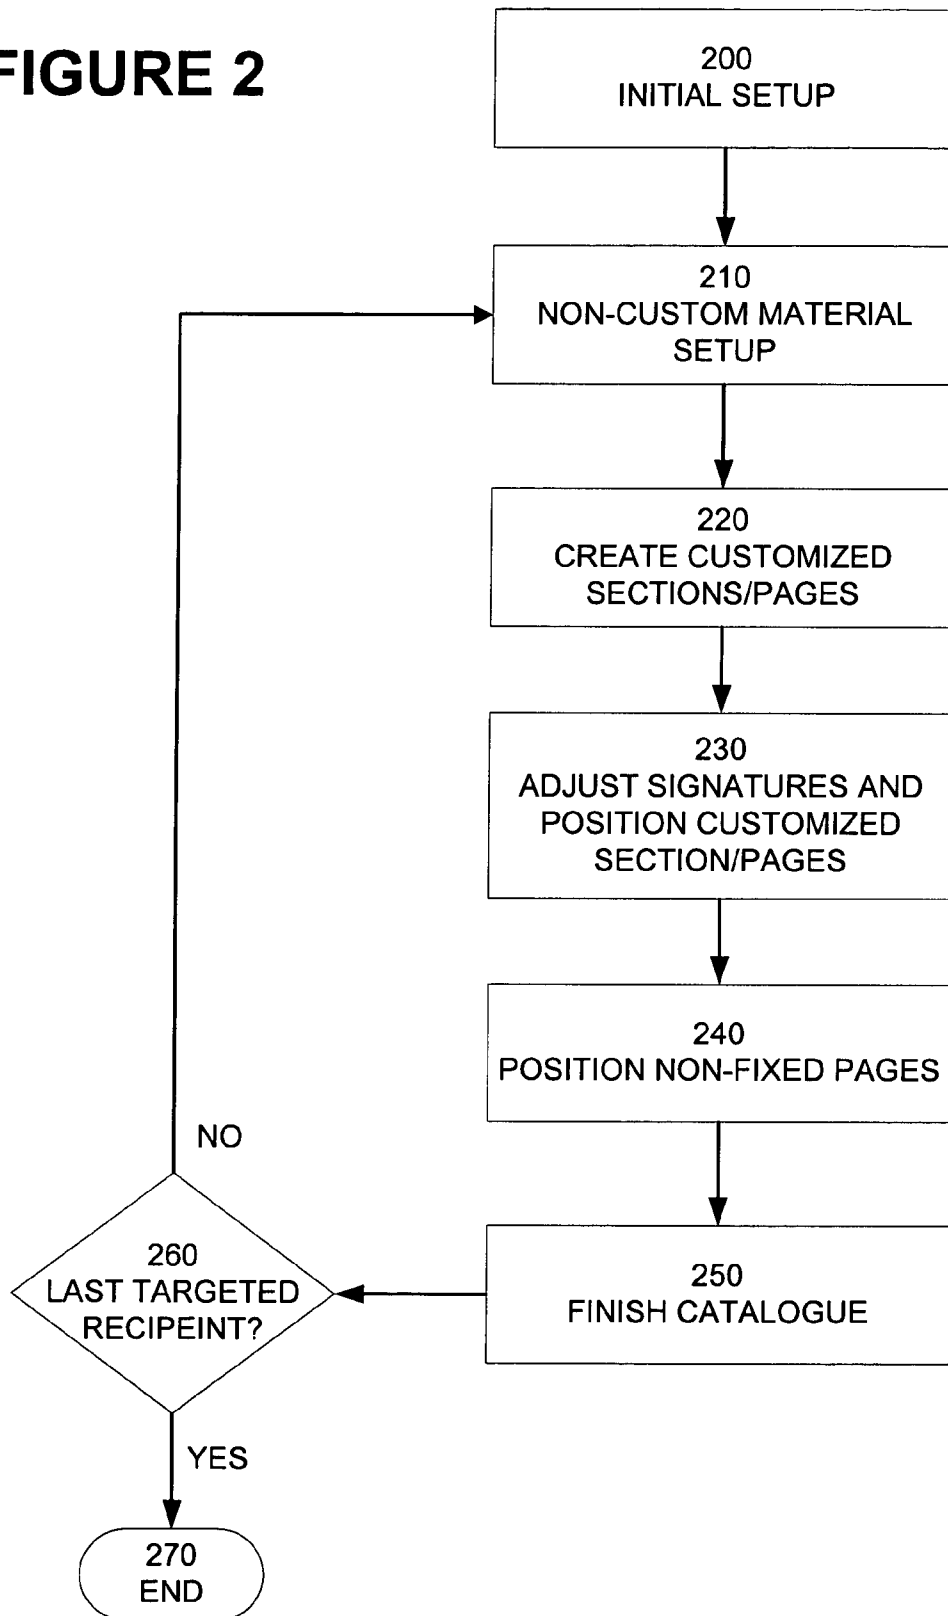 FIGURE 2
200
INITIAL SETUP
210
NON-CUSTOM MATERIAL
SETUP
220
CREATE CUSTOMIZED
SECTIONS/PAGES
230
ADJUST SIGNATURES AND
POSITION CUSTOMIZED
SECTION/PAGES
240
POSITION NON-FIXED PAGES
250
FINISH CATALOGUE
NO
260
LAST TARGETED
RECIPEINT?
YES
270
END